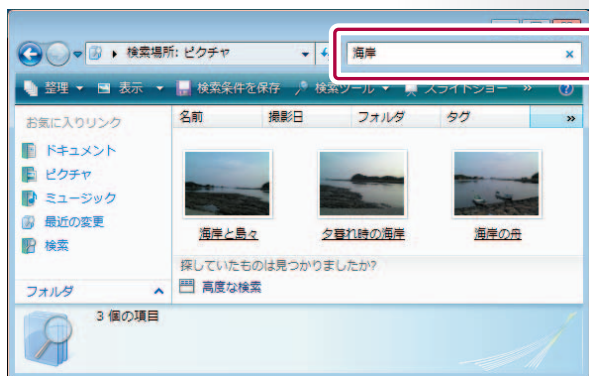 検索場所: ピクチャ
海岸
整理 表示 検索条件を保存 検索ツール スライドショー »
お気に入りリンク
ドキュメント
ピクチャ
ミュージック
最近の変更
検索
フォルダ
名前 撮影日 フォルダ タグ »
海岸と島々 夕暮れ時の海岸 海岸の舟
探していたものは見つかりましたか?
高度な検索
3 個の項目